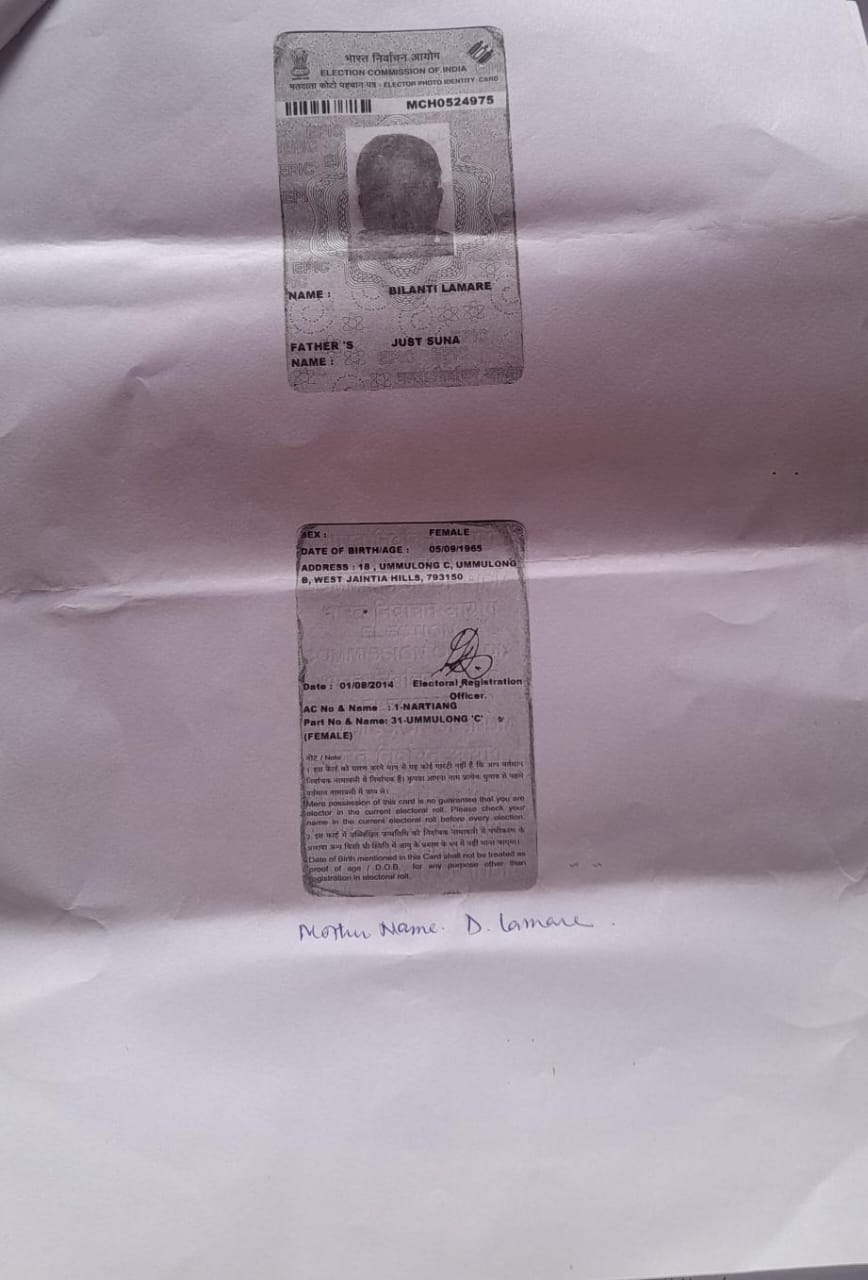 भारत निर्वाचन आयोग
ELECTION COMMISSION OF INDIA
मतदाता फोटो पहचान पत्र - ELECTOR PHOTO IDENTITY CARD
MCH0524975
NAME : BILANTI LAMARE
FATHER'S JUST SUNA
NAME :
SEX : FEMALE
DATE OF BIRTH/AGE : 05/09/1965
ADDRESS : 18 , UMMULONG C, UMMULONG
B, WEST JAINTIA HILLS, 793150
Date : 01/08/2014 Electoral Registration
Officer.
AC No & Name : 1-NARTIANG
Part No & Name: 31-UMMULONG 'C'
(FEMALE)
नोट / Note
Mere possession of this card is no guarantee that you are
elector in the current electoral roll. Please check your
name in the current electoral roll before every election.
Date of Birth mentioned in this Card shall not be treated as
proof of age / D.O.B. for any purpose other than
registration in electoral roll.
Mother Name. D. Lamare.